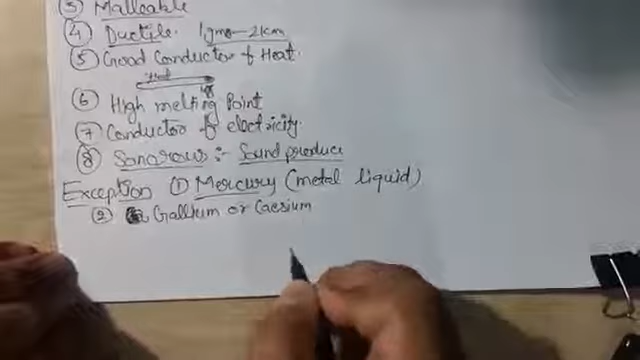 ③ Malleable
④ Ductile. 1gm - 2km
⑤ Good Conductor of Heat.
Heat
⑥ High melting Point
⑦ Conductor of electricity.
⑧ Sonarous :- Sound produce
Exception ① Mercury (metal liquid)
② Gallium or Caesium